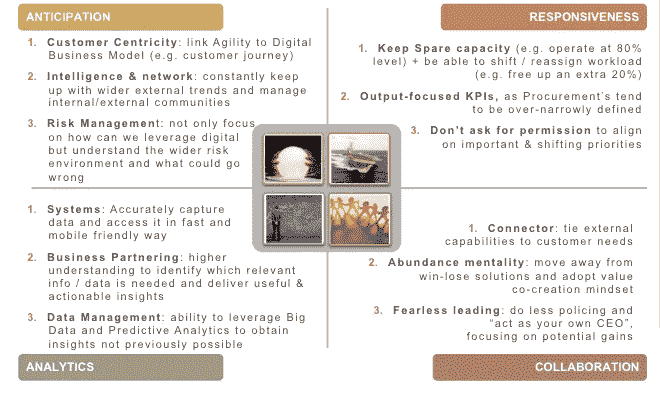 ANTICIPATION
1. Customer Centricity: link Agility to Digital
Business Model (e.g. customer journey)
2. Intelligence & network: constantly keep
up with wider external trends and manage
internal/external communities
3. Risk Management: not only focus
on how can we leverage digital
but understand the wider risk
environment and what could go
wrong
RESPONSIVENESS
1. Keep Spare capacity (e.g. operate at 80%
level) + be able to shift / reassign workload
(e.g. free up an extra 20%)
2. Output-focused KPIs, as Procurement's tend
to be over-narrowly defined
3. Don't ask for permission to align
on important & shifting priorities
1. Systems: Accurately capture
data and access it in fast and
mobile friendly way
2. Business Partnering: higher
understanding to identify which relevant
info / data is needed and deliver useful &
actionable insights
3. Data Management: ability to leverage Big
Data and Predictive Analytics to obtain
insights not previously possible
ANALYTICS
1. Connector: tie external
capabilities to customer needs
2. Abundance mentality: move away from
win-lose solutions and adopt value
co-creation mindset
3. Fearless leading: do less policing and
"act as your own CEO",
focusing on potential gains
COLLABORATION